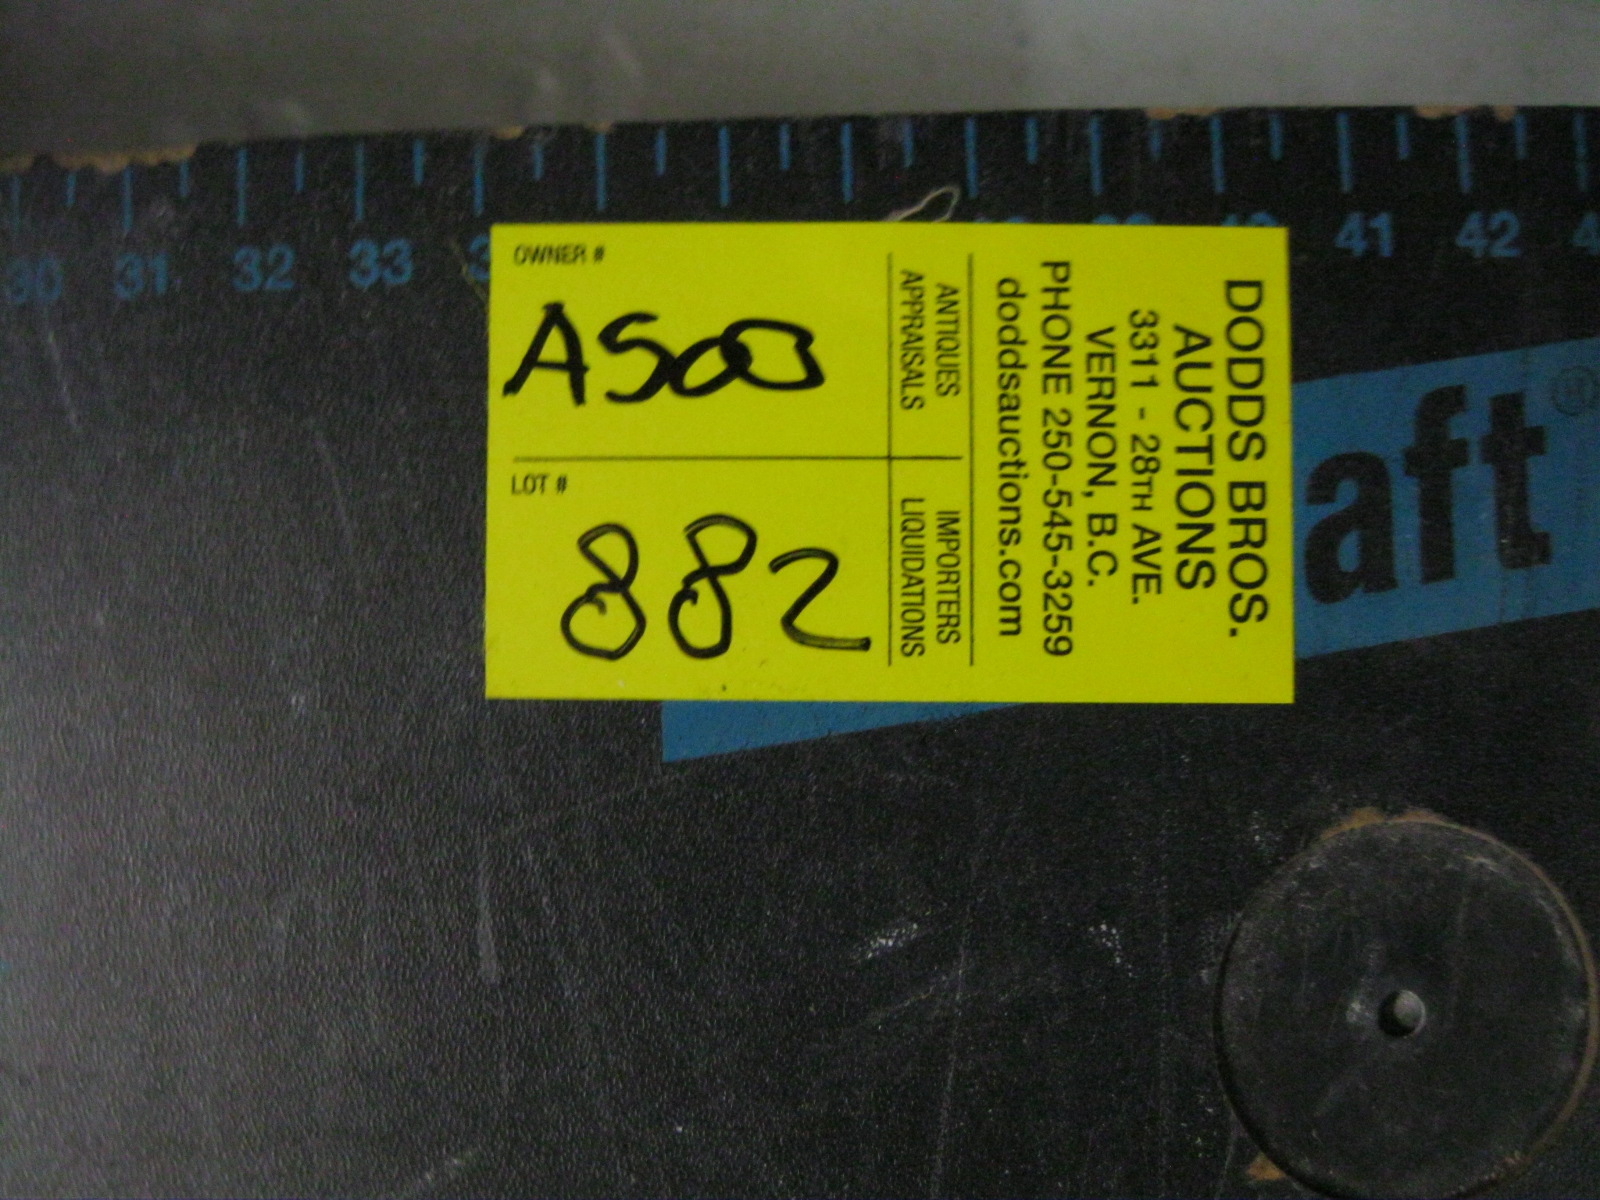 30 31 32 33 41 42
OWNER #
A500
LOT #
882
ANTIQUES
APPRAISALS
IMPORTERS
LIQUIDATIONS
DODDS BROS.
AUCTIONS
3311 - 28TH AVE.
VERNON, B.C.
PHONE 250-545-3259
doddsauctions.com
aft ®